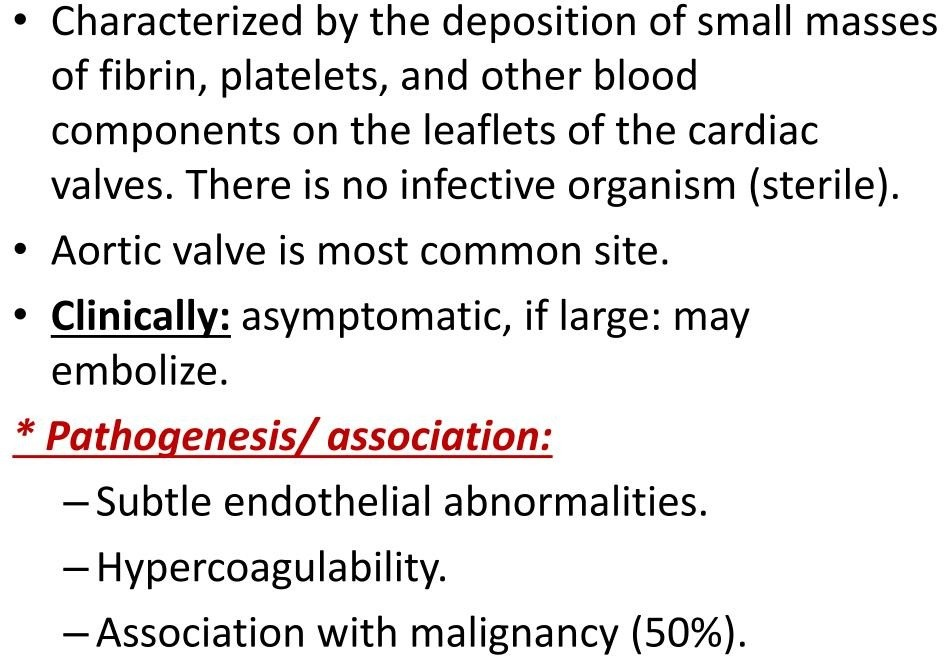 • Characterized by the deposition of small masses
of fibrin, platelets, and other blood
components on the leaflets of the cardiac
valves. There is no infective organism (sterile).
• Aortic valve is most common site.
• Clinically: asymptomatic, if large: may
embolize.
* Pathogenesis/ association:
– Subtle endothelial abnormalities.
– Hypercoagulability.
– Association with malignancy (50%).